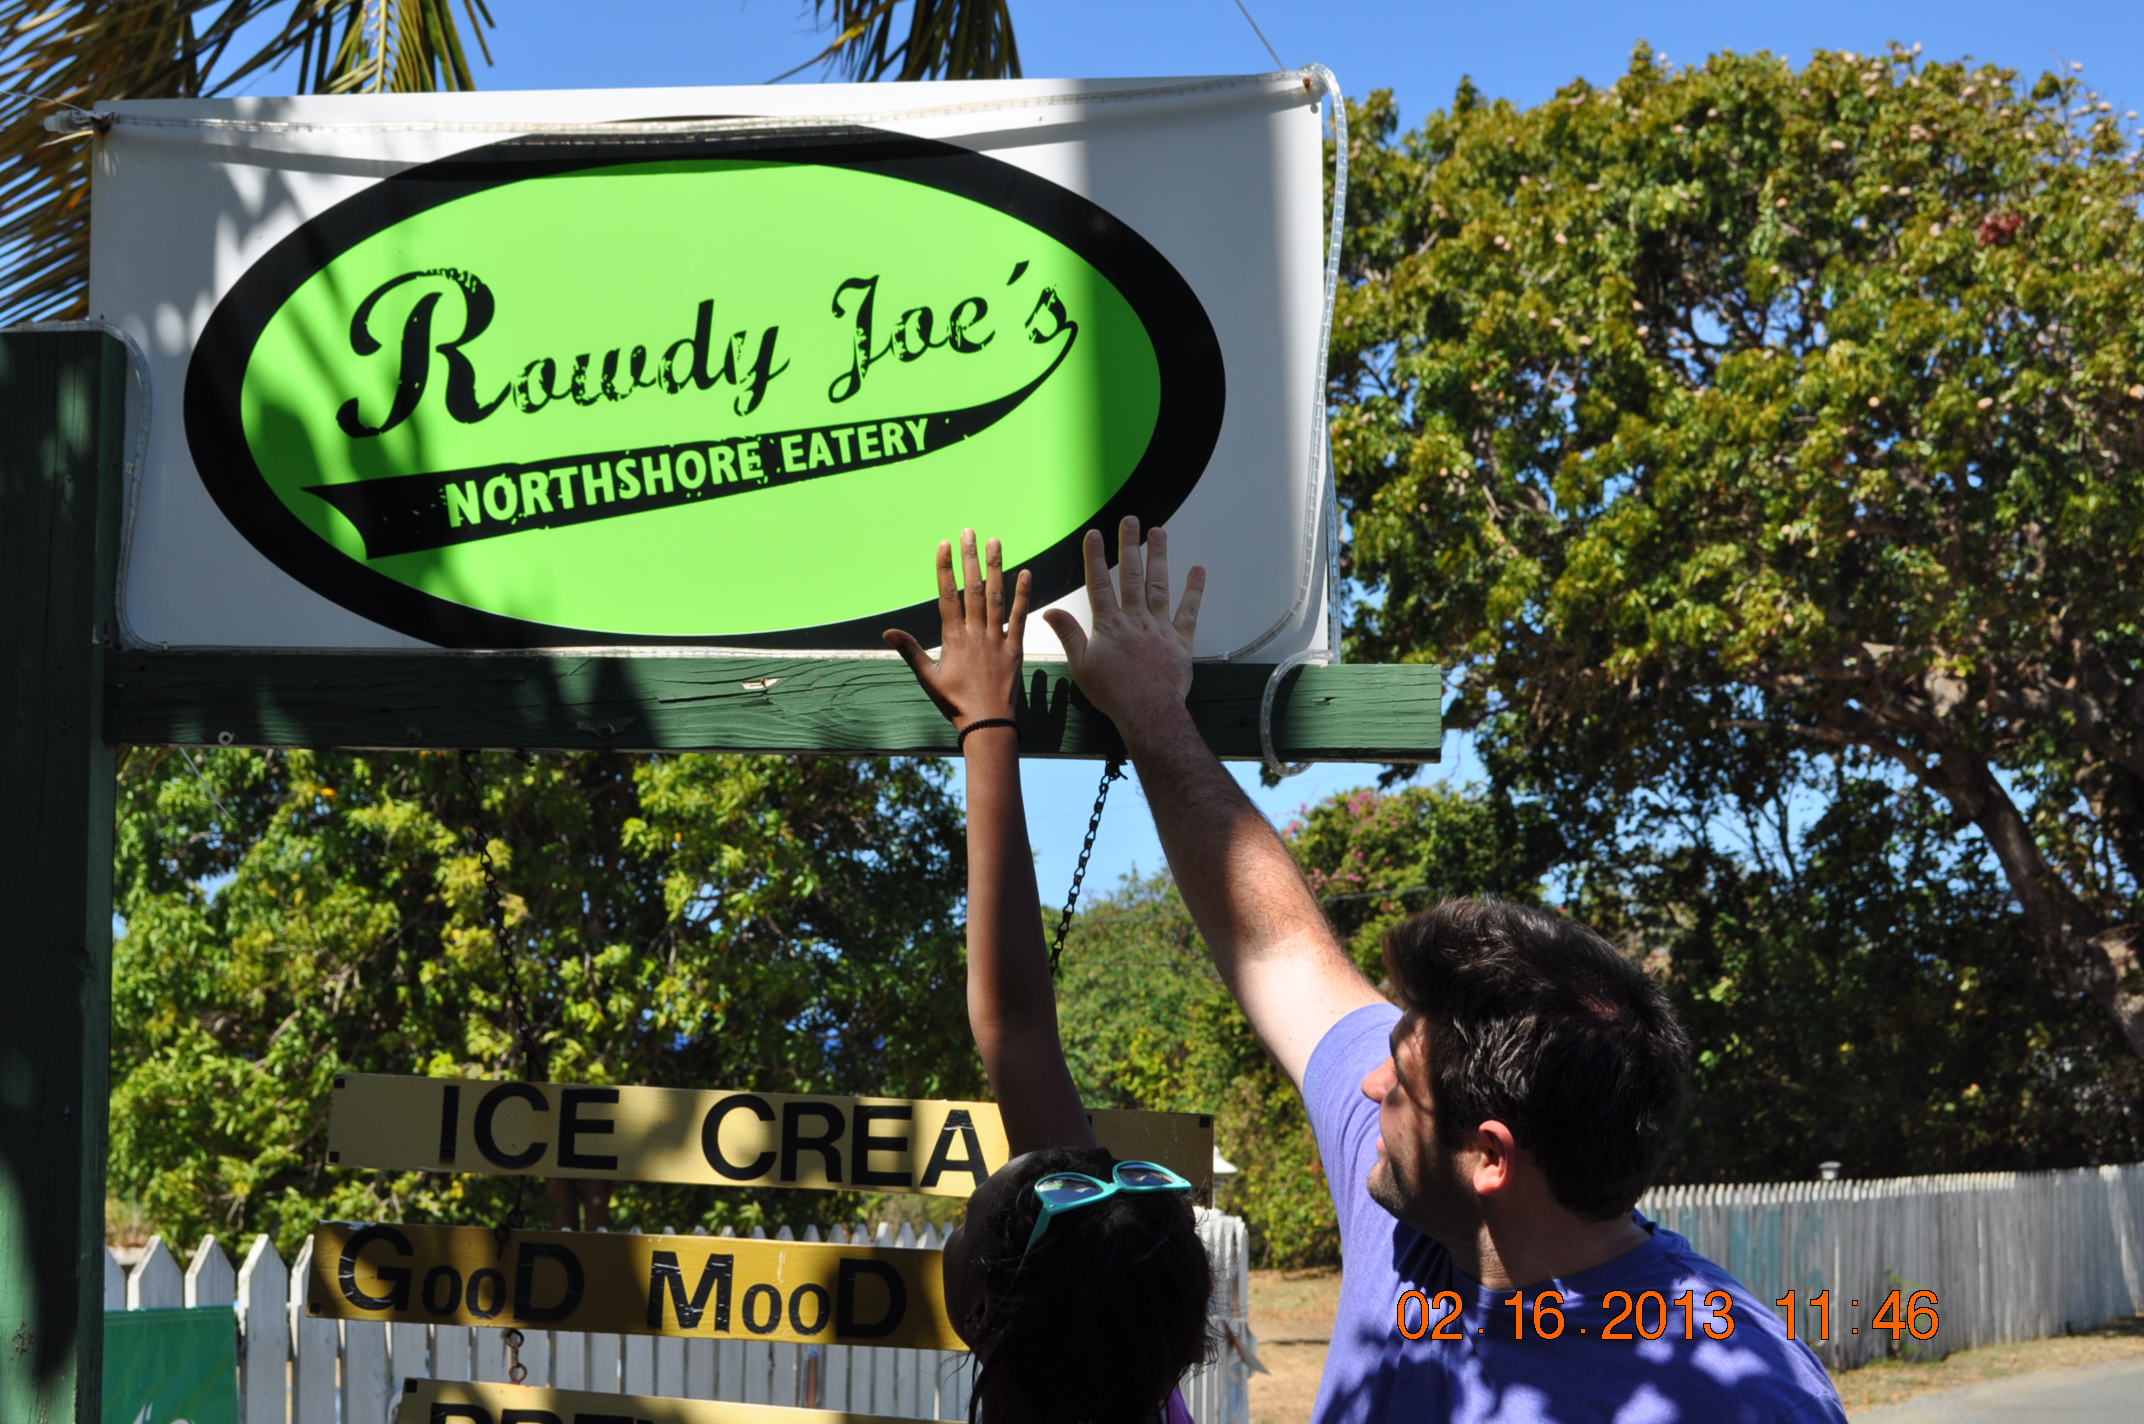 Rowdy Joe's
NORTHSHORE EATERY
ICE CREA
GOOD MOOD
02.16.2013 11:46